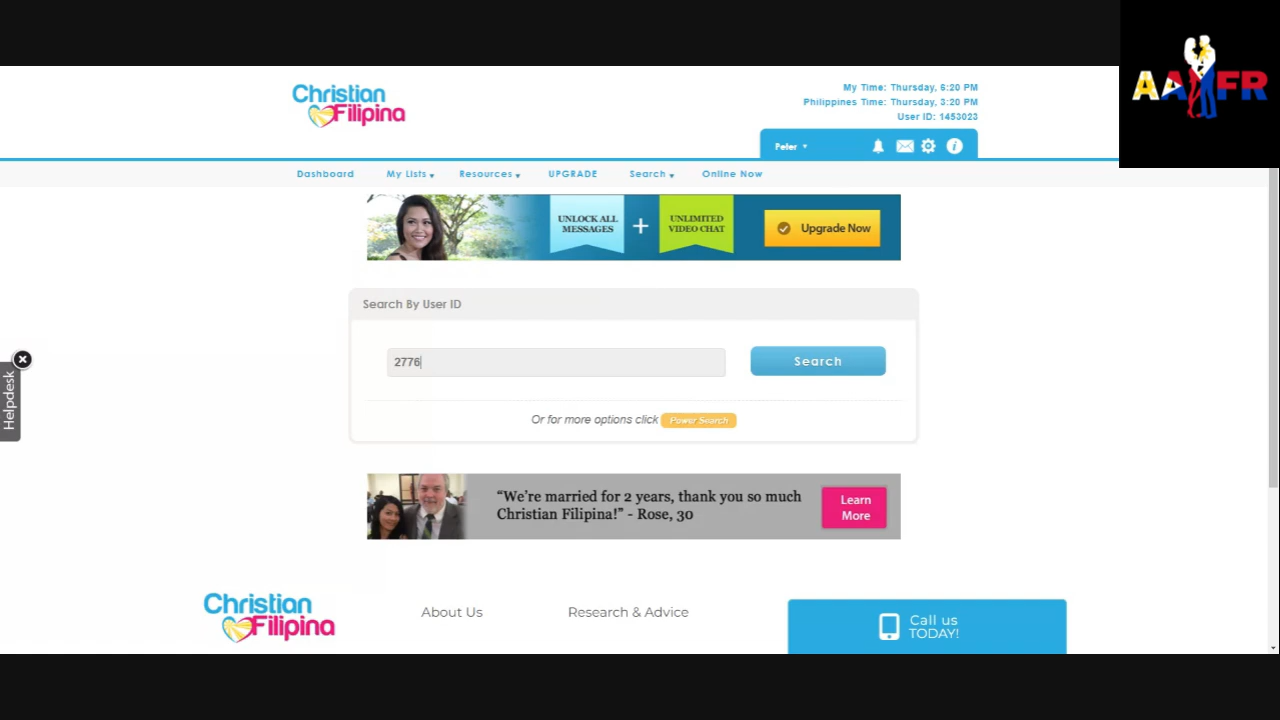 AA FR
Christian
Filipina
My Time: Thursday, 6:20 PM
Philippines Time: Thursday, 3:20 PM
User ID: 1453023
Peter
Dashboard My Lists Resources UPGRADE Search Online Now
UNLOCK ALL
MESSAGES
+
UNLIMITED
VIDEO CHAT
Upgrade Now
Search By User ID
2776
Search
Or for more options click Power Search
Helpdesk
“We’re married for 2 years, thank you so much
Christian Filipina!” - Rose, 30
Learn
More
Christian
Filipina
About Us
Research & Advice
Call us
TODAY!